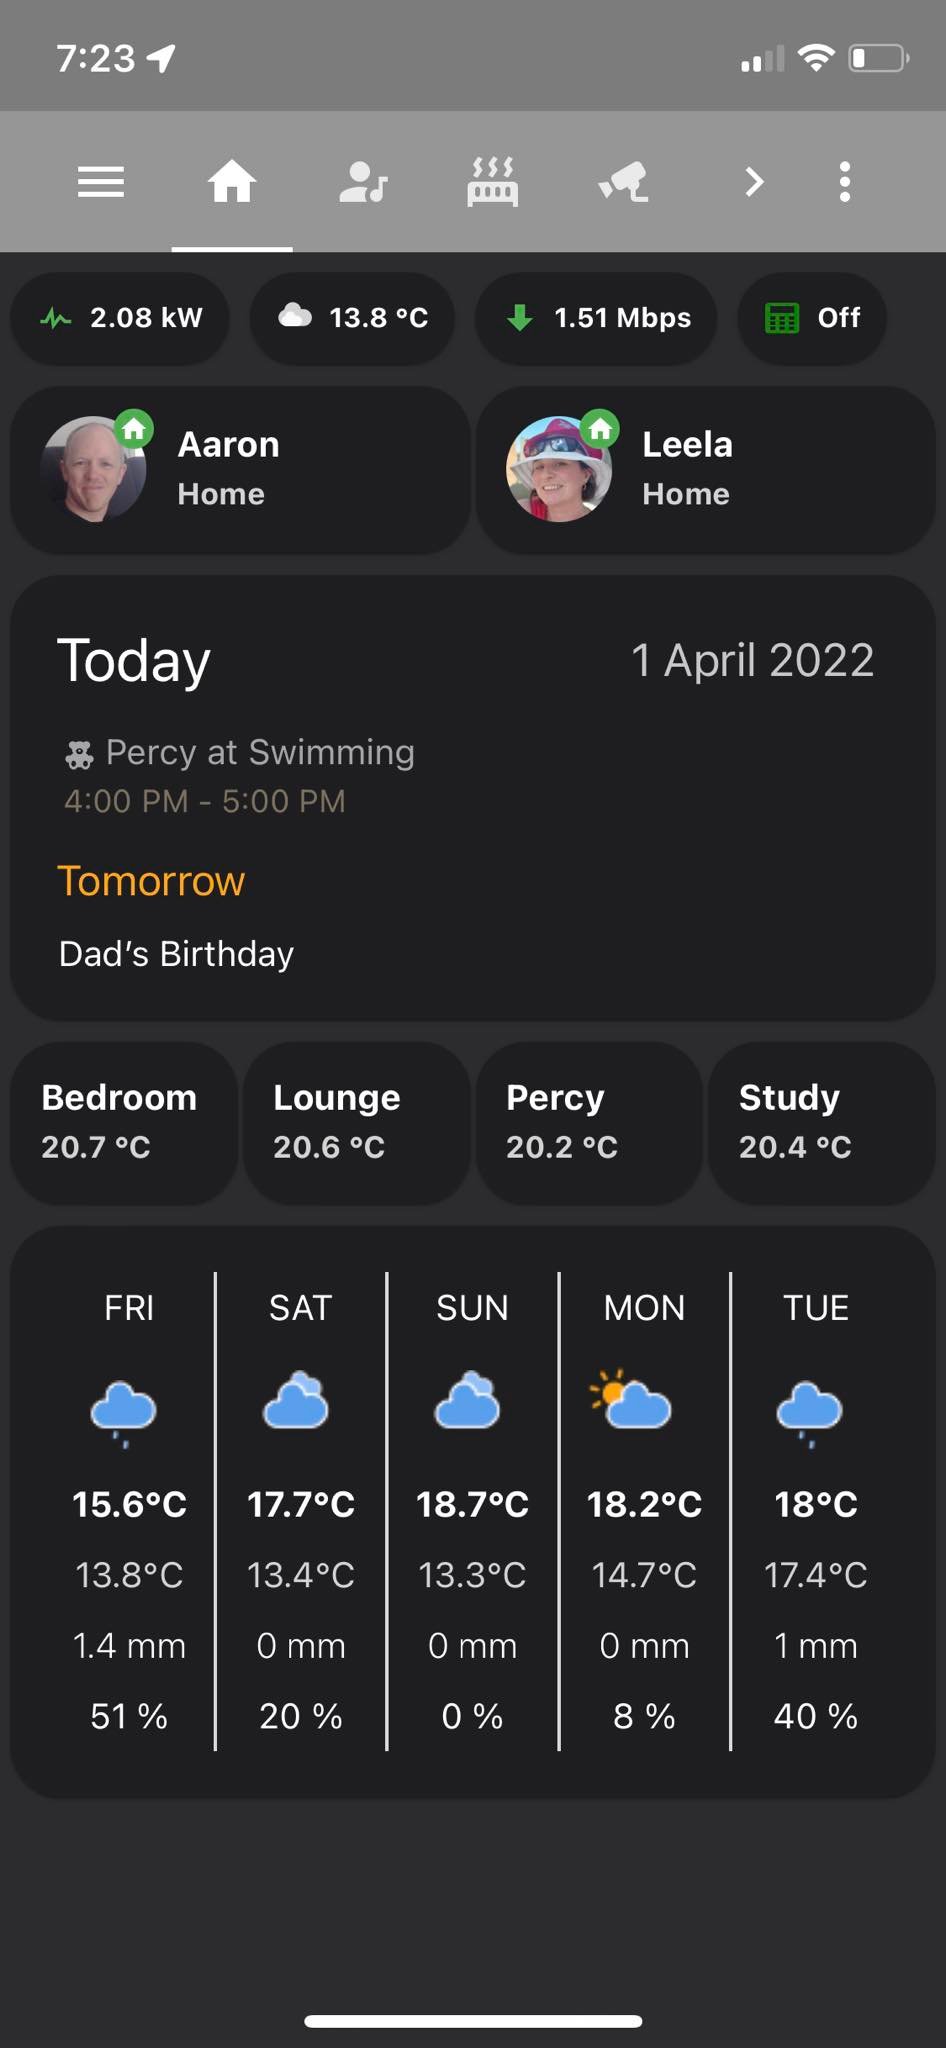 7:23
2.08 kW 13.8 °C 1.51 Mbps Off
Aaron
Home
Leela
Home
Today 1 April 2022
Percy at Swimming
4:00 PM - 5:00 PM
Tomorrow
Dad's Birthday
Bedroom Lounge Percy Study
20.7 °C 20.6 °C 20.2 °C 20.4 °C
FRI SAT SUN MON TUE
15.6°C 17.7°C 18.7°C 18.2°C 18°C
13.8°C 13.4°C 13.3°C 14.7°C 17.4°C
1.4 mm 0 mm 0 mm 0 mm 1 mm
51 % 20 % 0 % 8 % 40 %